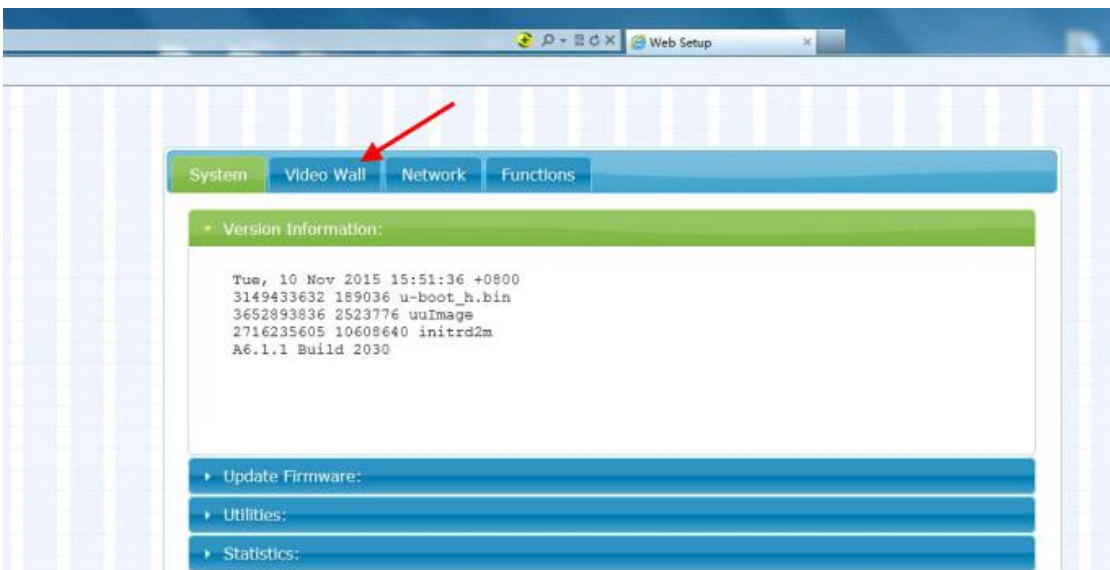 Web Setup
System Video Wall Network Functions
Version Information:
Tue, 10 Nov 2015 15:51:36 +0800
3149433632 189036 u-boot_h.bin
3652893836 2523776 uuImage
2716235605 10608640 initrd2m
A6.1.1 Build 2030
Update Firmware:
Utilities:
Statistics: